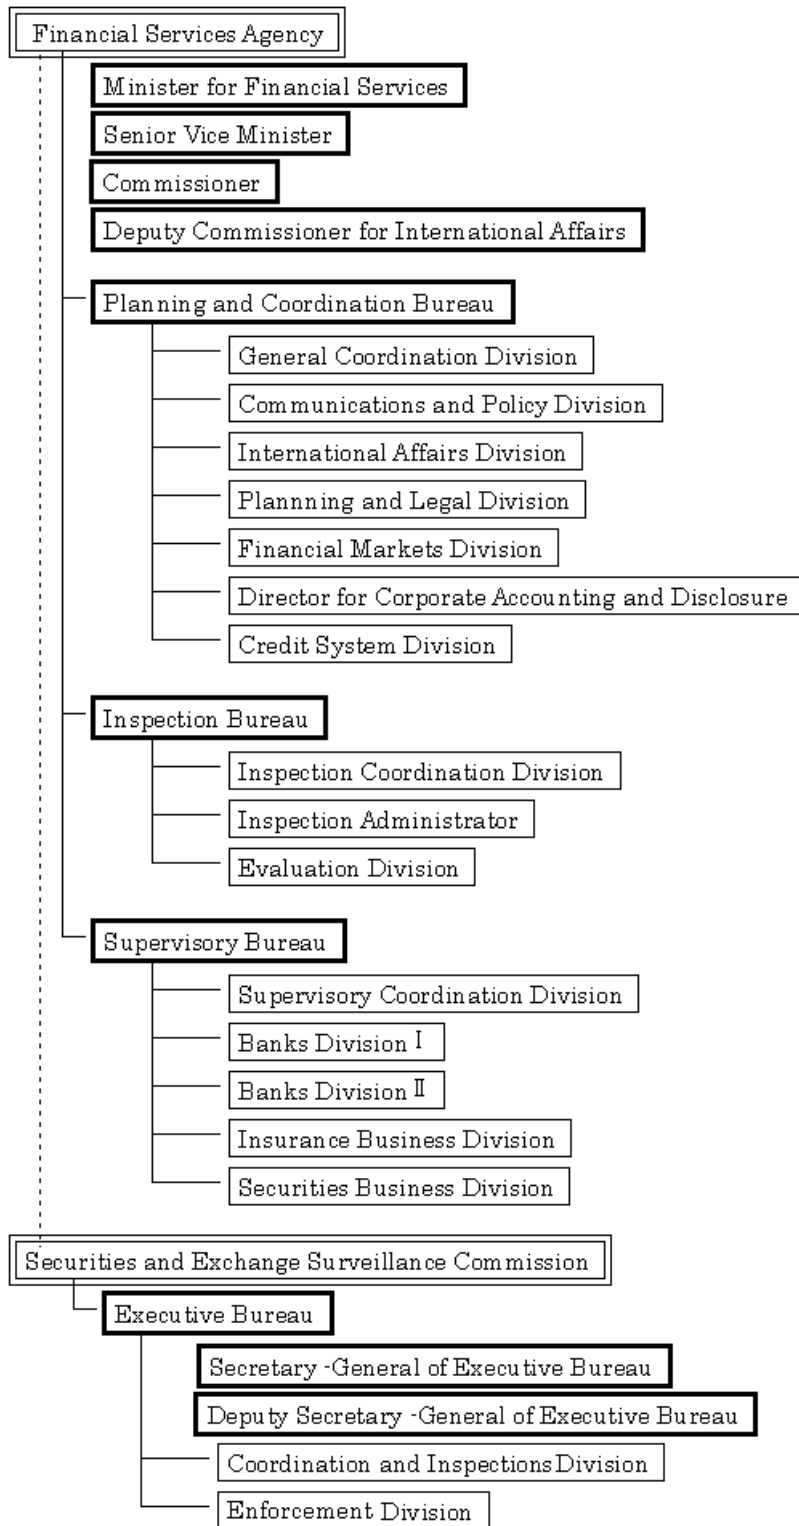 Financial Services Agency
Minister for Financial Services
Senior Vice Minister
Commissioner
Deputy Commissioner for International Affairs
Planning and Coordination Bureau
General Coordination Division
Communications and Policy Division
International Affairs Division
Plannning and Legal Division
Financial Markets Division
Director for Corporate Accounting and Disclosure
Credit System Division
Inspection Bureau
Inspection Coordination Division
Inspection Administrator
Evaluation Division
Supervisory Bureau
Supervisory Coordination Division
Banks Division Ⅰ
Banks Division Ⅱ
Insurance Business Division
Securities Business Division
Securities and Exchange Surveillance Commission
Executive Bureau
Secretary -General of Executive Bureau
Deputy Secretary -General of Executive Bureau
Coordination and Inspections Division
Enforcement Division